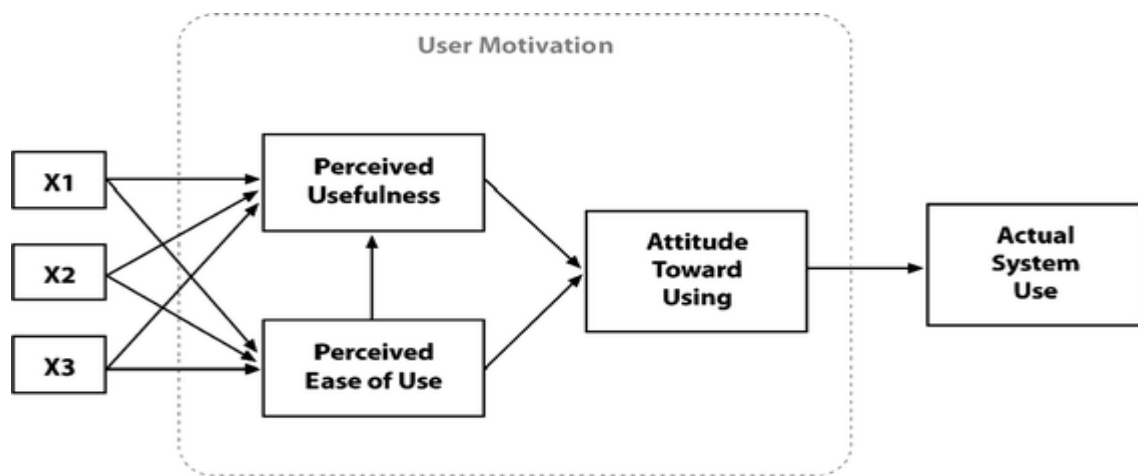 User Motivation
X1
X2
X3
Perceived
Usefulness
Perceived
Ease of Use
Attitude
Toward
Using
Actual
System
Use